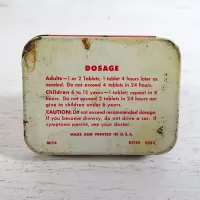 DOSAGE
Adults — 1 or 2 Tablets; 1 tablet 4 hours later as
needed. Do not exceed 4 tablets in 24 hours.
Children 6 to 12 years — 1 tablet; repeat in 8
hours. Do not exceed 2 tablets in 24 hours nor
give to children under 6 years.
CAUTION: Do not exceed recommended dosage.
If you become drowsy, do not drive a car. If
symptoms persist, see your doctor.
MADE AND PRINTED IN U.S.A.